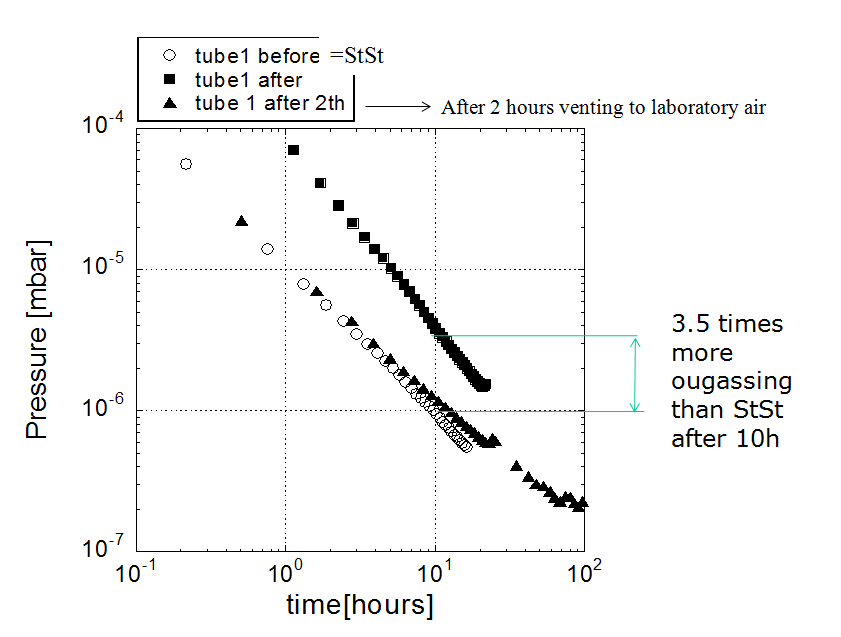 tube1 before =StSt
tube1 after
tube 1 after 2th
After 2 hours venting to laboratory air
10-4
10-5
10-6
10-7
Pressure [mbar]
10-1 100 101 102
time[hours]
3.5 times
more
ougassing
than StSt
after 10h